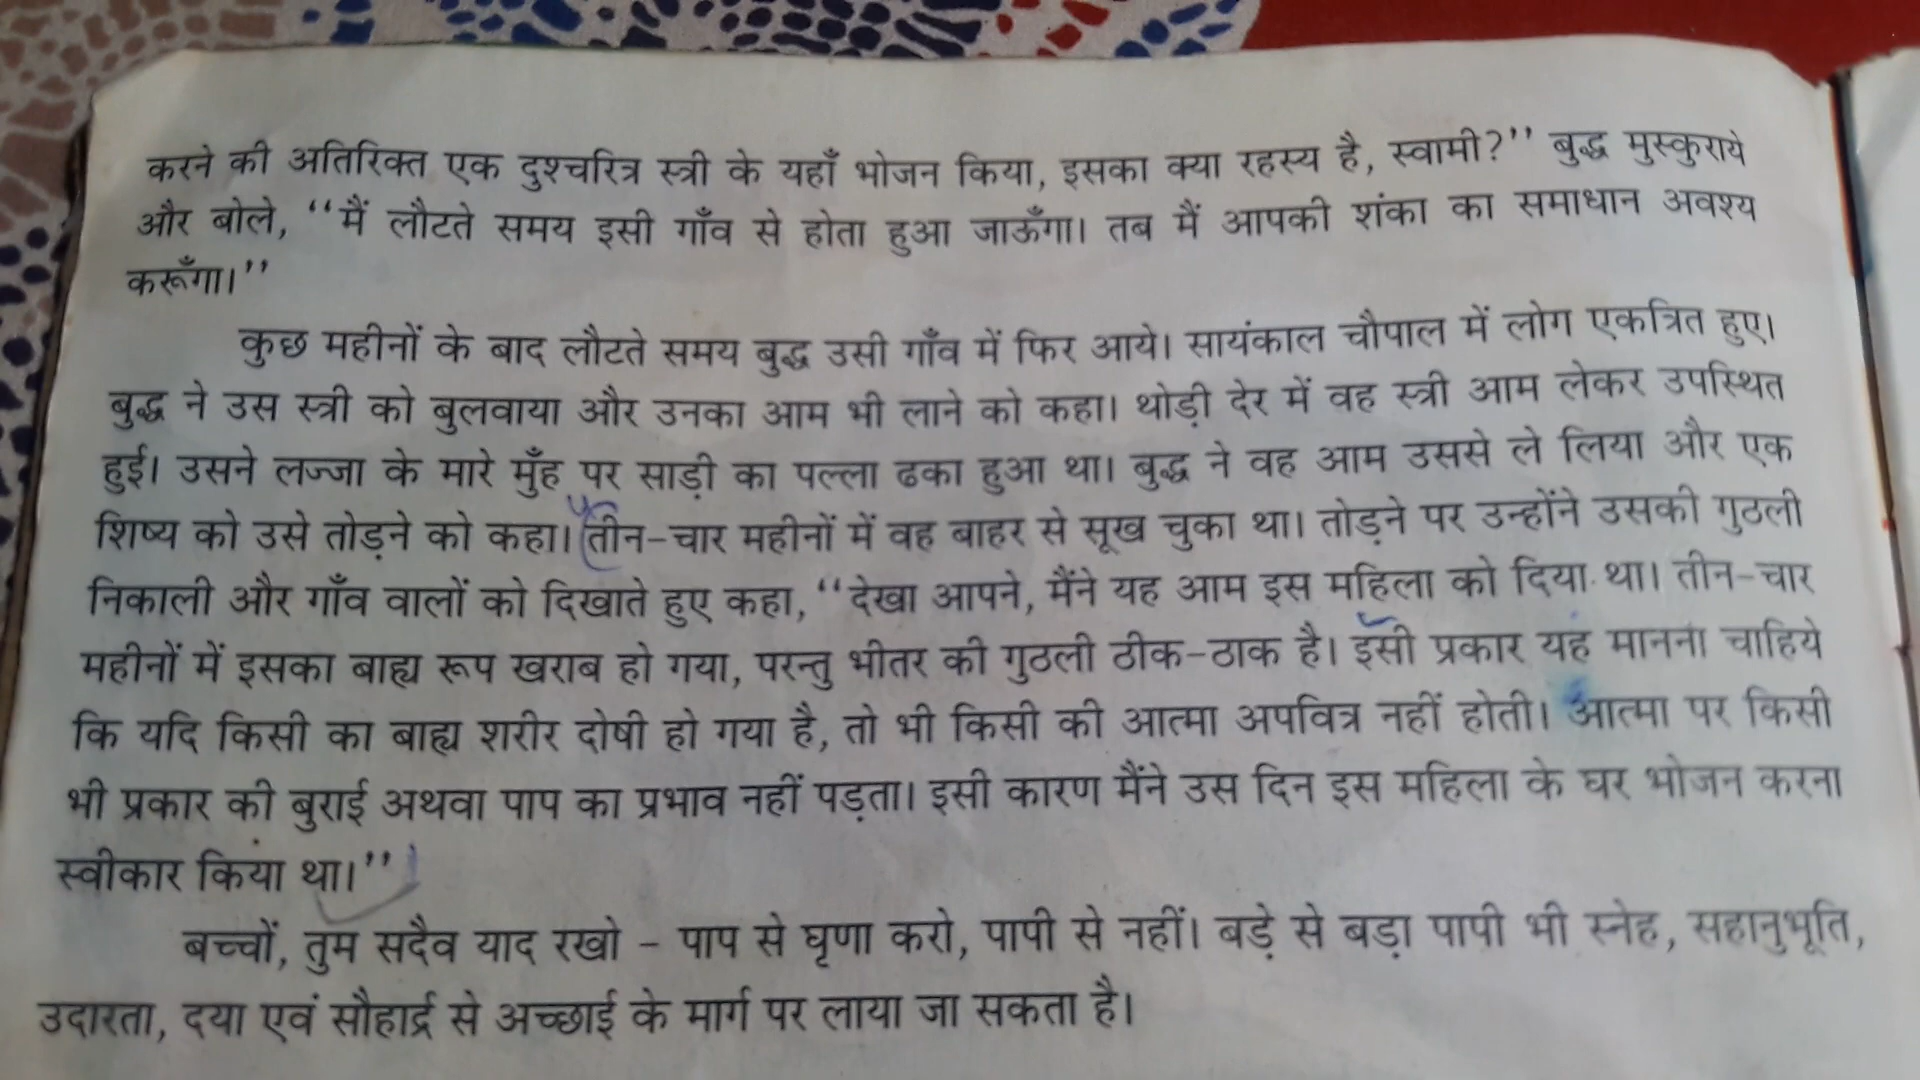 करने की अतिरिक्त एक दुश्चरित्र स्त्री के यहाँ भोजन किया, इसका क्या रहस्य है, स्वामी?’’ बुद्ध मुस्कुराये
और बोले, ‘‘मैं लौटते समय इसी गाँव से होता हुआ जाऊँगा। तब मैं आपकी शंका का समाधान अवश्य
करूँगा।’’
कुछ महीनों के बाद लौटते समय बुद्ध उसी गाँव में फिर आये। सायंकाल चौपाल में लोग एकत्रित हुए।
बुद्ध ने उस स्त्री को बुलवाया और उनका आम भी लाने को कहा। थोड़ी देर में वह स्त्री आम लेकर उपस्थित
हुई। उसने लज्जा के मारे मुँह पर साड़ी का पल्ला ढका हुआ था। बुद्ध ने वह आम उससे ले लिया और एक
शिष्य को उसे तोड़ने को कहा। तीन-चार महीनों में वह बाहर से सूख चुका था। तोड़ने पर उन्होंने उसकी गुठली
निकाली और गाँव वालों को दिखाते हुए कहा, ‘‘देखा आपने, मैंने यह आम इस महिला को दिया था। तीन-चार
महीनों में इसका बाह्य रूप खराब हो गया, परन्तु भीतर की गुठली ठीक-ठाक है। इसी प्रकार यह मानना चाहिये
कि यदि किसी का बाह्य शरीर दोषी हो गया है, तो भी किसी की आत्मा अपवित्र नहीं होती। आत्मा पर किसी
भी प्रकार की बुराई अथवा पाप का प्रभाव नहीं पड़ता। इसी कारण मैंने उस दिन इस महिला के घर भोजन करना
स्वीकार किया था।’’
बच्चों, तुम सदैव याद रखो - पाप से घृणा करो, पापी से नहीं। बड़े से बड़ा पापी भी स्नेह, सहानुभूति,
उदारता, दया एवं सौहार्द्र से अच्छाई के मार्ग पर लाया जा सकता है।